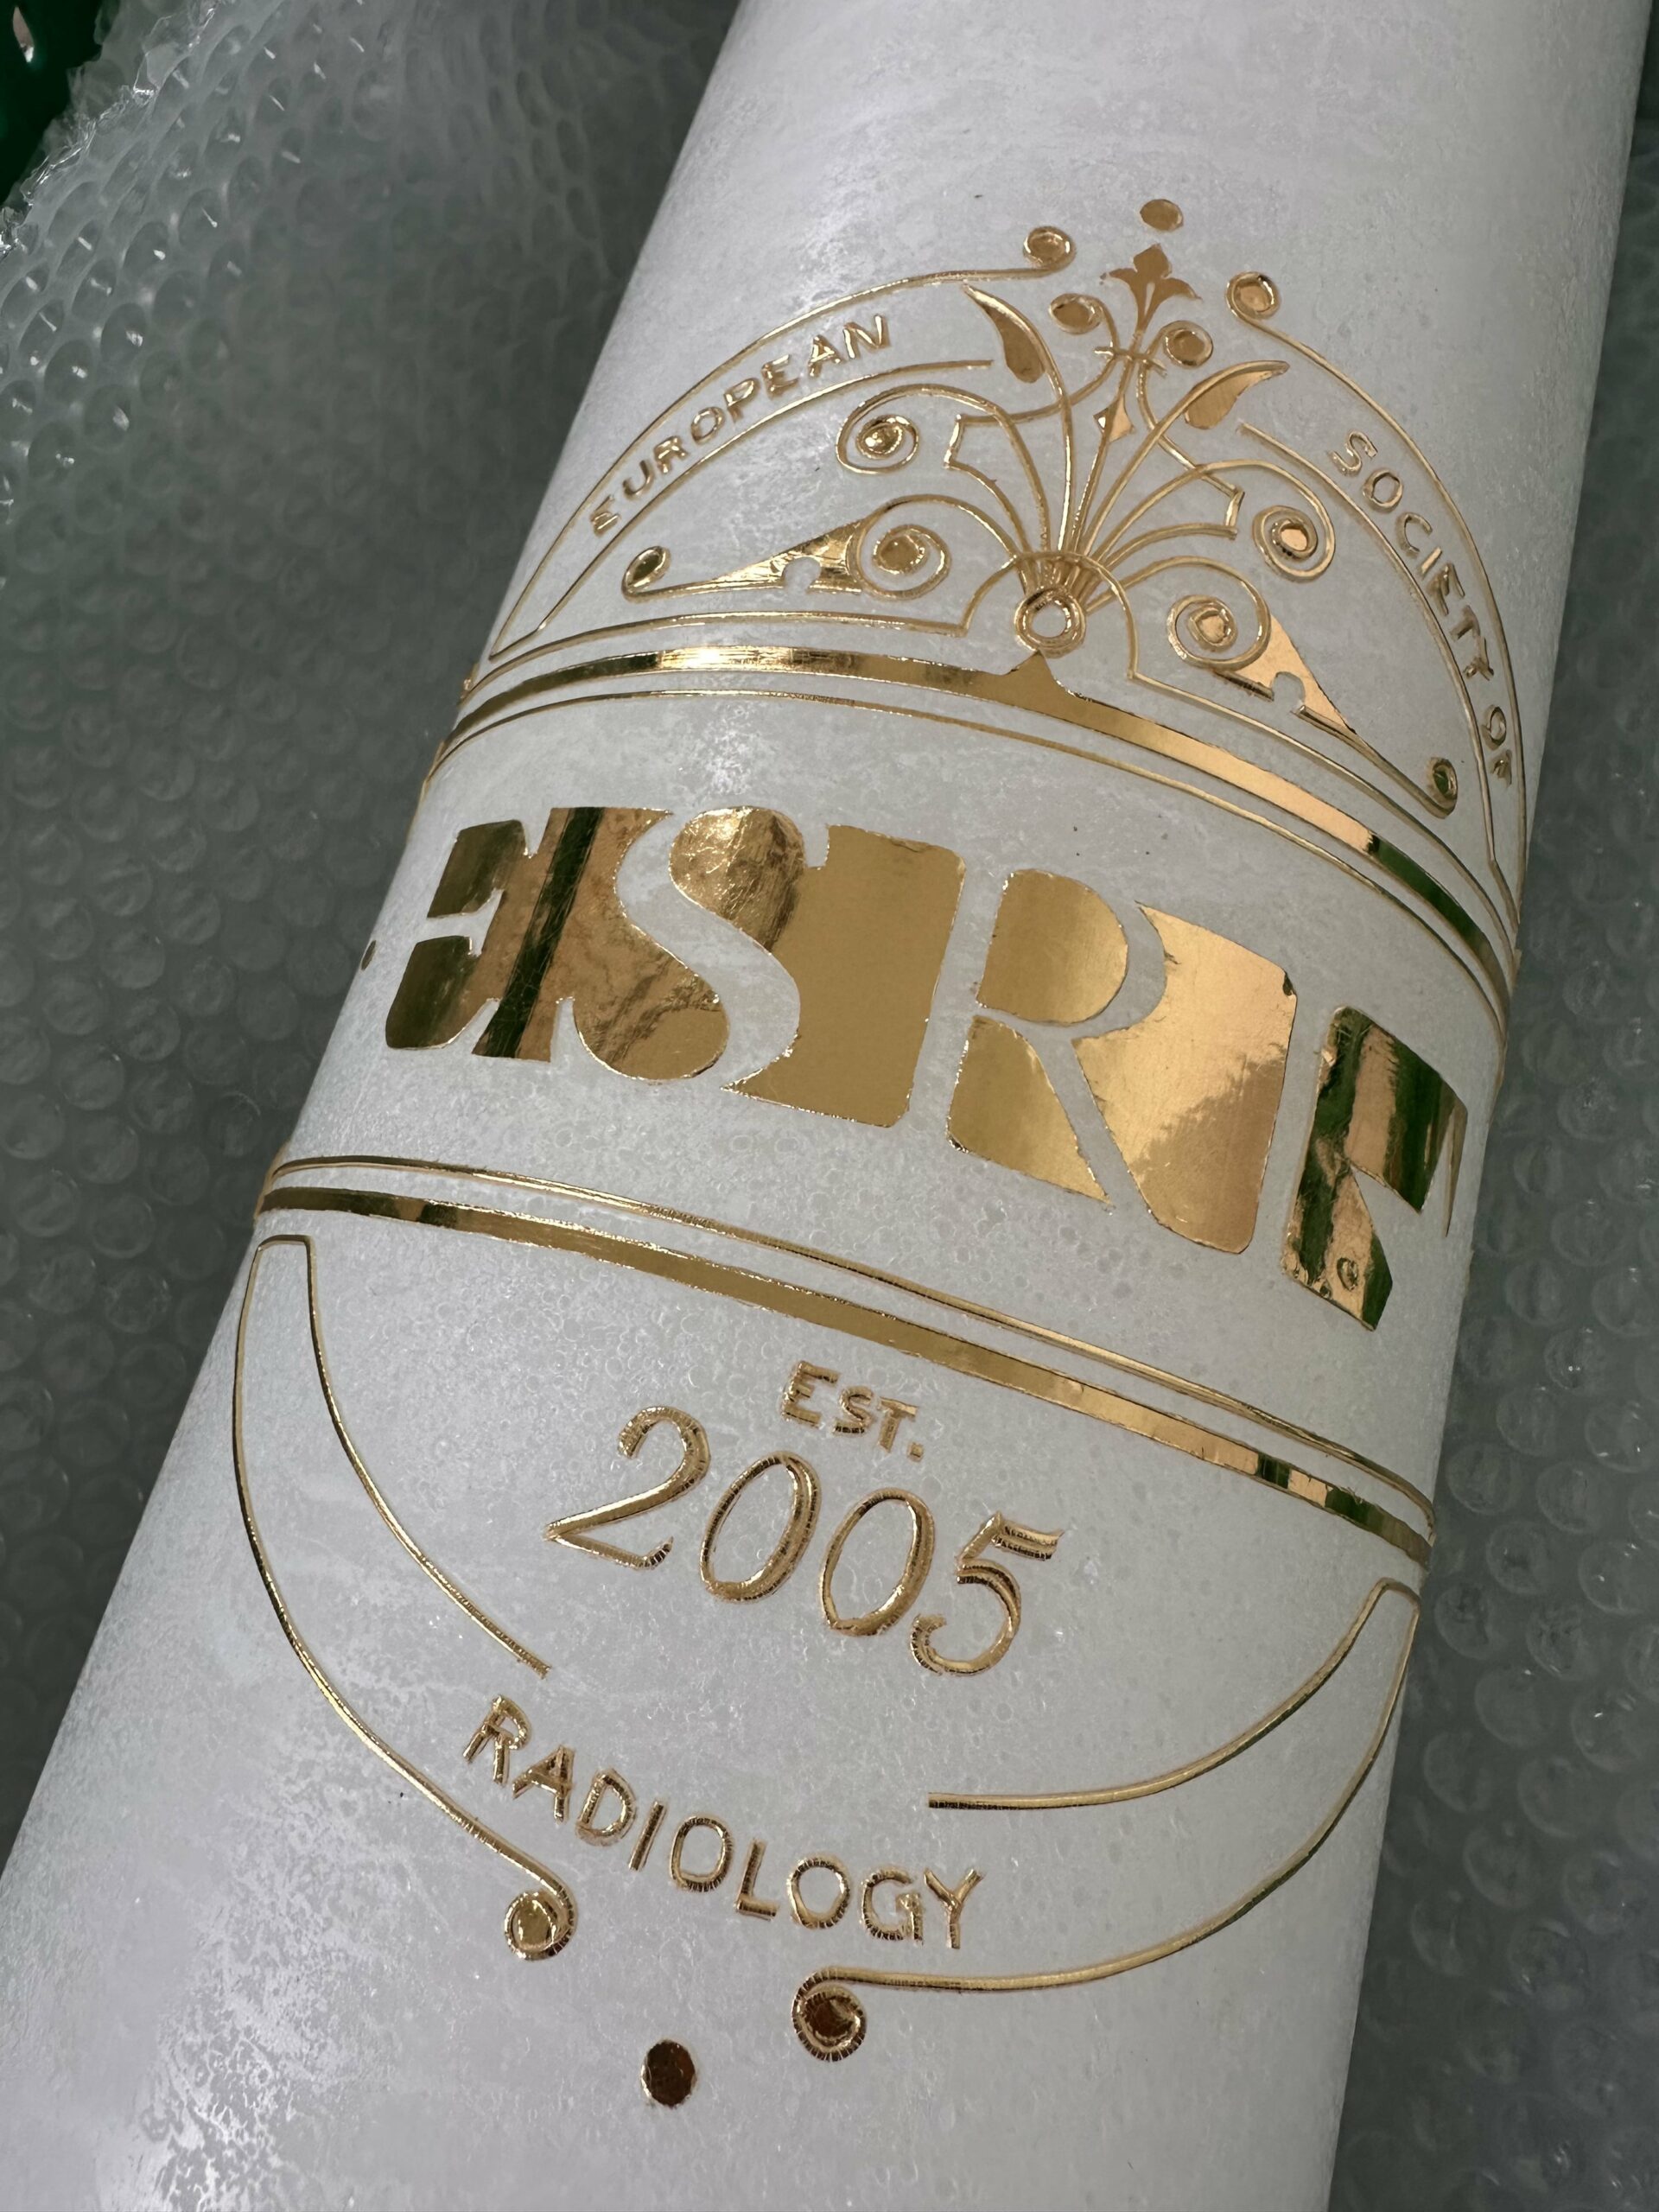 EUROPEAN SOCIETY OF
ESR
EST.
2005
RADIOLOGY